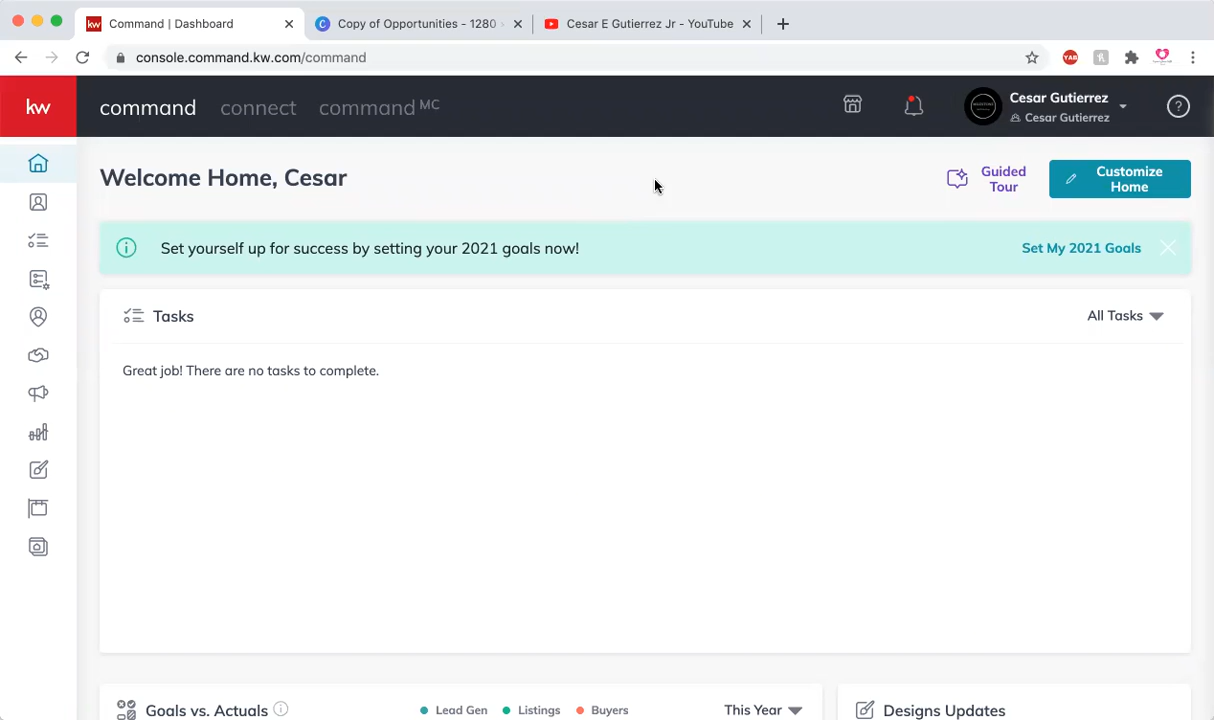 Command | Dashboard
Copy of Opportunities - 1280
Cesar E Gutierrez Jr - YouTube
console.command.kw.com/command
YAB
kw
command connect command MC
Cesar Gutierrez
Cesar Gutierrez
Welcome Home, Cesar
Guided
Tour
Customize
Home
Set yourself up for success by setting your 2021 goals now!
Set My 2021 Goals
Tasks
All Tasks
Great job! There are no tasks to complete.
Goals vs. Actuals
Lead Gen
Listings
Buyers
This Year
Designs Updates